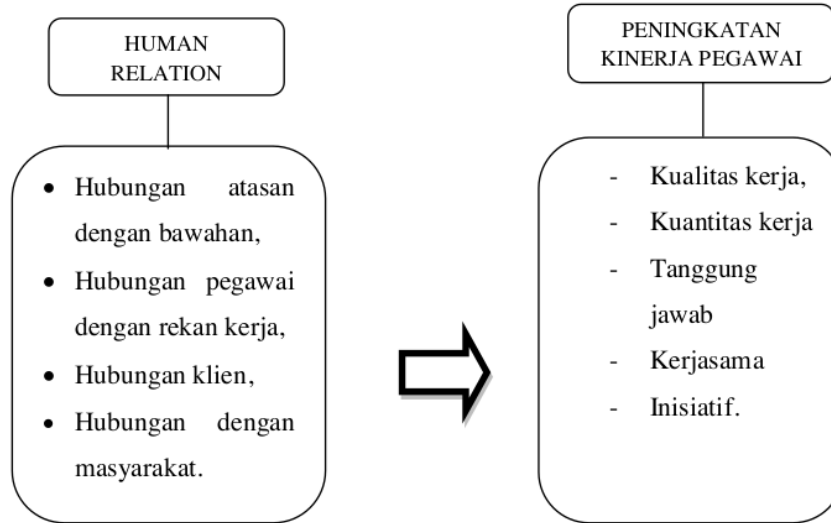 HUMAN
RELATION
• Hubungan atasan
dengan bawahan,
• Hubungan pegawai
dengan rekan kerja,
• Hubungan klien,
• Hubungan dengan
masyarakat.
PENINGKATAN
KINERJA PEGAWAI
- Kualitas kerja,
- Kuantitas kerja
- Tanggung
jawab
- Kerjasama
- Inisiatif.